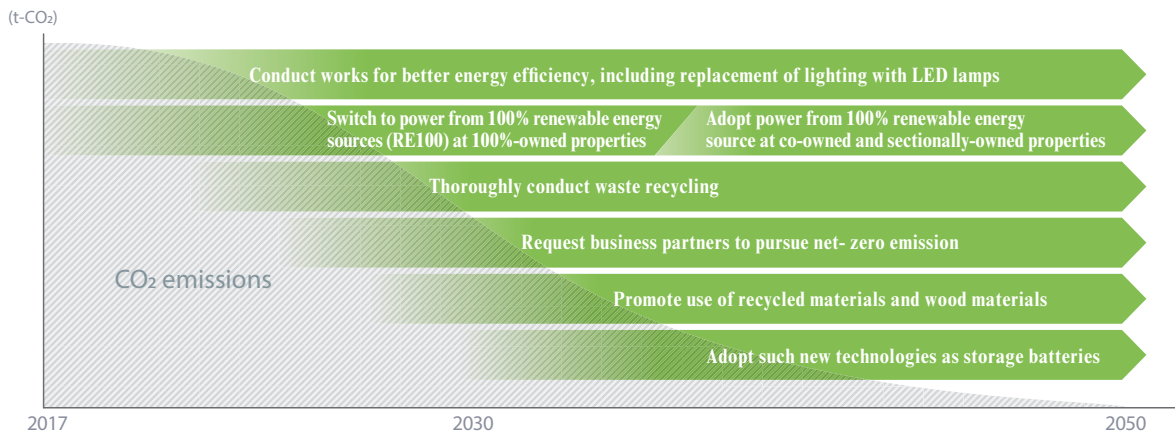 (t-CO₂)
Conduct works for better energy efficiency, including replacement of lighting with LED lamps
Switch to power from 100% renewable energy
sources (RE100) at 100%-owned properties
Adopt power from 100% renewable energy
source at co-owned and sectionally-owned properties
Thoroughly conduct waste recycling
Request business partners to pursue net- zero emission
CO₂ emissions
Promote use of recycled materials and wood materials
Adopt such new technologies as storage batteries
2017
2030
2050